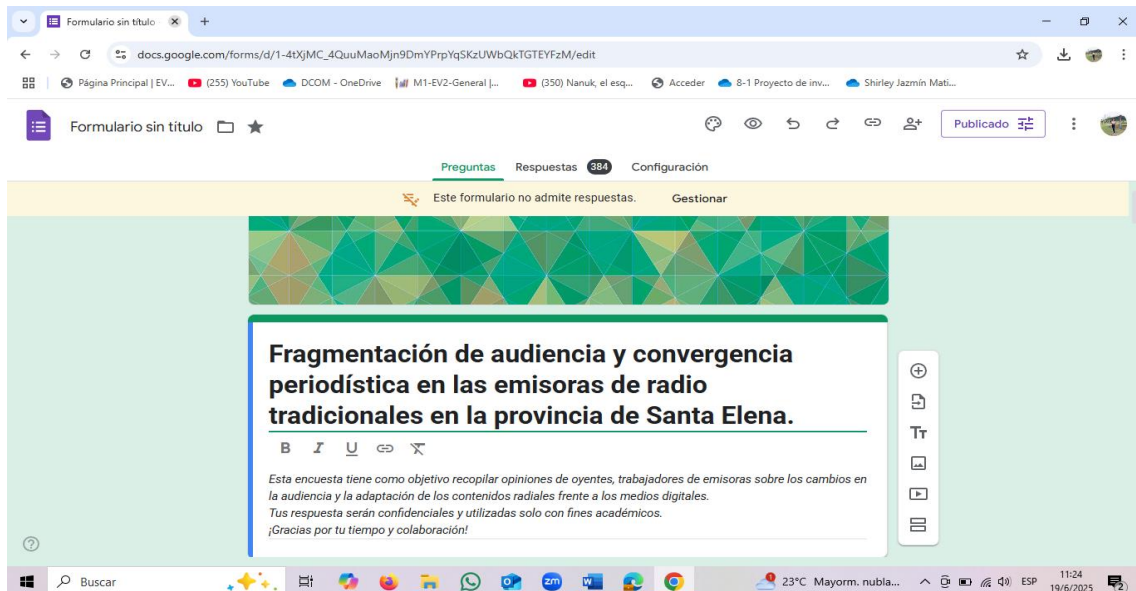 Formulario sin título
docs.google.com/forms/d/1-4tXjMC_4QuuMaoMjn9DmYPrpYqSKzUWbQkTGTEYFzM/edit
Página Principal | EV... (255) YouTube DCOM - OneDrive M1-EV2-General |... (350) Nanuk, el esq... Acceder 8-1 Proyecto de inv... Shirley Jazmín Mati...
Formulario sin título Publicado
Preguntas Respuestas 384 Configuración
Este formulario no admite respuestas. Gestionar
Fragmentación de audiencia y convergencia
periodística en las emisoras de radio
tradicionales en la provincia de Santa Elena.
B I U
Esta encuesta tiene como objetivo recopilar opiniones de oyentes, trabajadores de emisoras sobre los cambios en
la audiencia y la adaptación de los contenidos radiales frente a los medios digitales.
Tus respuesta serán confidenciales y utilizadas solo con fines académicos.
¡Gracias por tu tiempo y colaboración!
Tт
Buscar zm 23°C Mayorm. nubla... ESP 11:24
19/6/2025 2